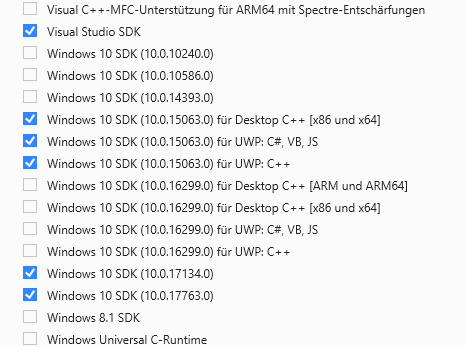 Visual C++-MFC-Unterstützung für ARM64 mit Spectre-Entschärfungen
Visual Studio SDK
Windows 10 SDK (10.0.10240.0)
Windows 10 SDK (10.0.10586.0)
Windows 10 SDK (10.0.14393.0)
Windows 10 SDK (10.0.15063.0) für Desktop C++ [x86 und x64]
Windows 10 SDK (10.0.15063.0) für UWP: C#, VB, JS
Windows 10 SDK (10.0.15063.0) für UWP: C++
Windows 10 SDK (10.0.16299.0) für Desktop C++ [ARM und ARM64]
Windows 10 SDK (10.0.16299.0) für Desktop C++ [x86 und x64]
Windows 10 SDK (10.0.16299.0) für UWP: C#, VB, JS
Windows 10 SDK (10.0.16299.0) für UWP: C++
Windows 10 SDK (10.0.17134.0)
Windows 10 SDK (10.0.17763.0)
Windows 8.1 SDK
Windows Universal C-Runtime